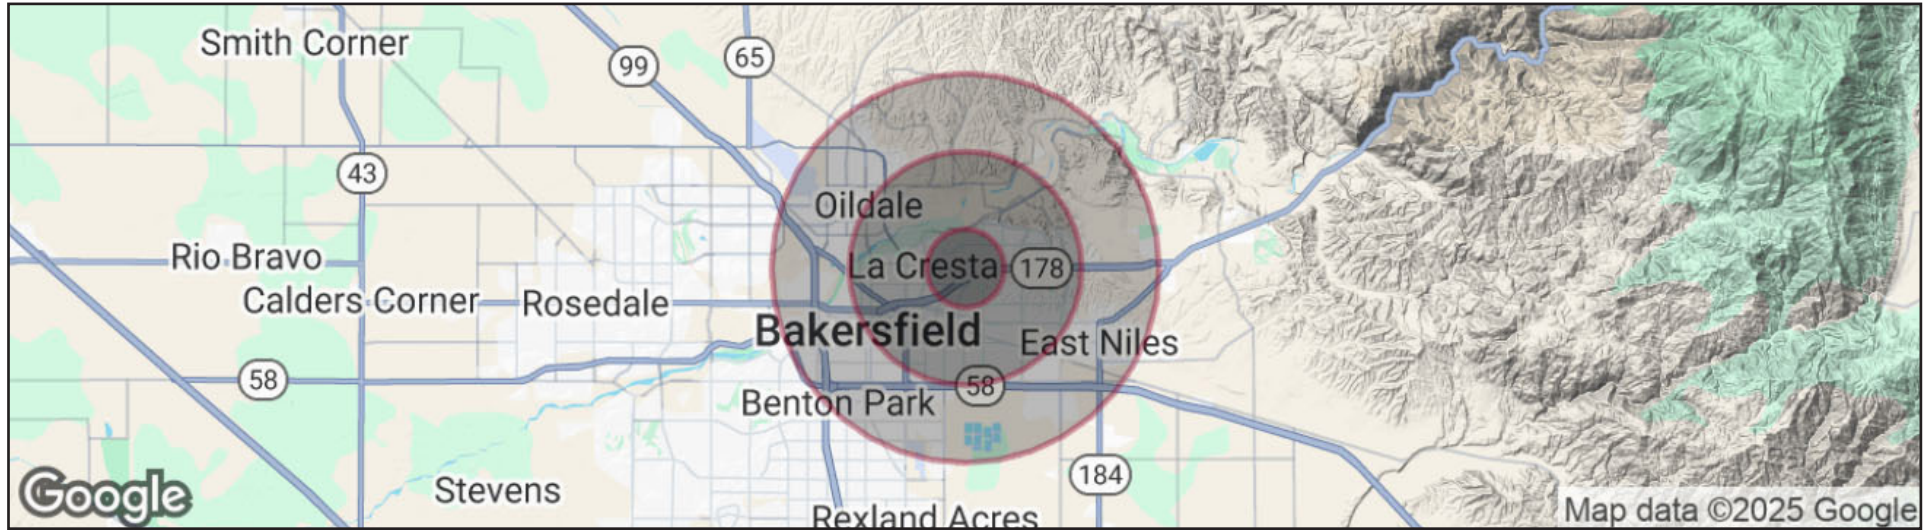 Smith Corner
99
65
43
Oildale
Rio Bravo
La Cresta
178
Calders Corner
Rosedale
Bakersfield
East Niles
58
58
Benton Park
184
Stevens
Google
Rexland Acres
Map data ©2025 Google